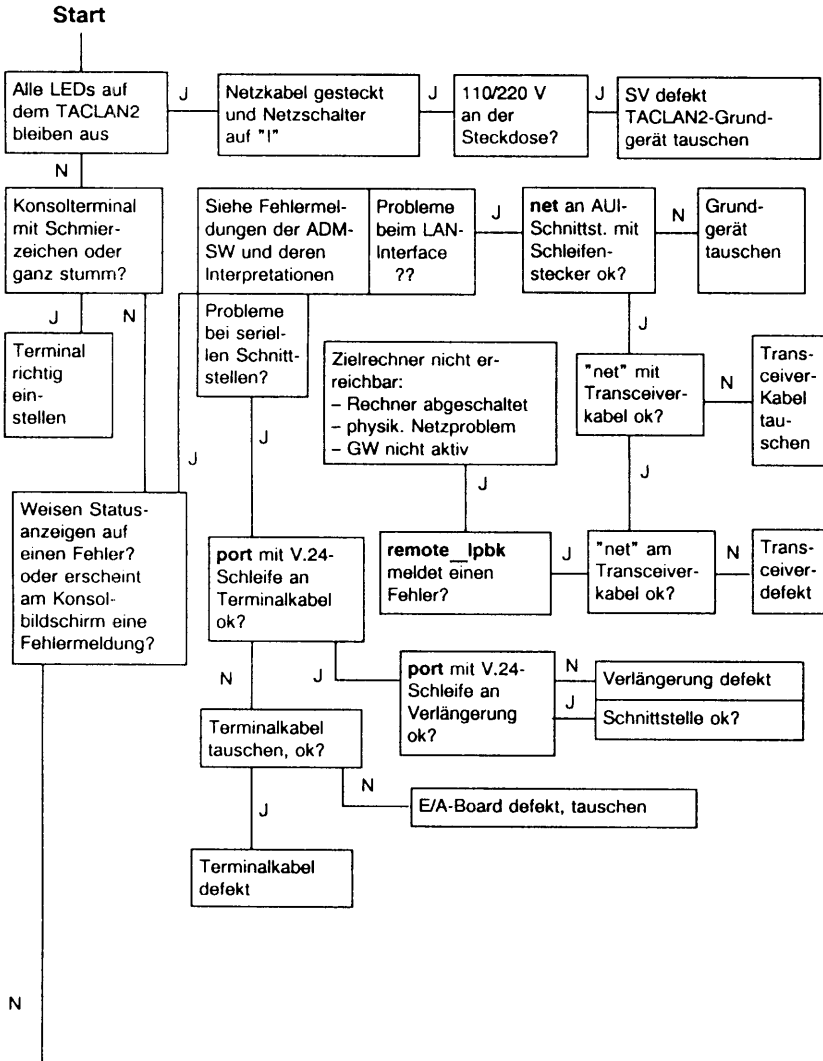 Start
Alle LEDs auf
dem TACLAN2
bleiben aus
J
Netzkabel gesteckt
und Netzschalter
auf "I"
J
110/220 V
an der
Steckdose?
J
SV defekt
TACLAN2-Grund-
gerät tauschen
N
Konsolterminal
mit Schmier-
zeichen oder
ganz stumm?
Siehe Fehlermel-
dungen der ADM-
SW und deren
Interpretationen
Probleme
beim LAN-
Interface
??
J
net an AUI-
Schnittst. mit
Schleifen-
stecker ok?
N
Grund-
gerät
tauschen
J
N
Terminal
richtig
ein-
stellen
Probleme
bei seriel-
len Schnitt-
stellen?
J
Zielrechner nicht er-
reichbar:
– Rechner abgeschaltet
– physik. Netzproblem
– GW nicht aktiv
J
"net" mit
Transceiver-
kabel ok?
N
Trans-
ceiver-
Kabel
tau-
schen
J
J
J
Weisen Status-
anzeigen auf
einen Fehler?
oder erscheint
am Konsol-
bildschirm eine
Fehlermeldung?
port mit V.24-
Schleife an
Terminalkabel
ok?
remote__lpbk
meldet einen
Fehler?
J
"net" am
Transceiver-
kabel ok?
N
Trans-
ceiver-
defekt
N
J
port mit V.24-
Schleife an
Verlängerung
ok?
N
Verlängerung defekt
J
Schnittstelle ok?
Terminalkabel
tauschen, ok?
N
E/A-Board defekt, tauschen
J
Terminalkabel
defekt
N